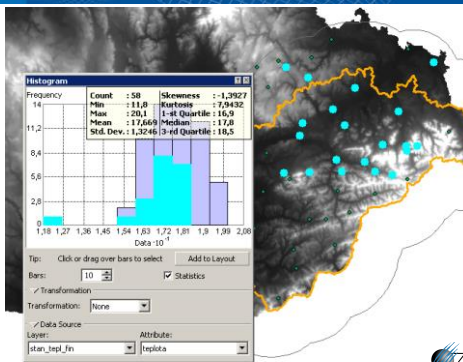 Histogram
Frequency
Count : 58
Min : 11,8
Max : 20,1
Mean : 17,669
Std. Dev. : 1,3246
Skewness : -1,3927
Kurtosis : 7,9432
1-st Quartile : 16,9
Median : 17,8
3-rd Quartile : 18,5
14
11,2
8,4
5,6
2,8
0
1,18 1,27 1,36 1,45 1,54 1,63 1,72 1,81 1,9 1,99 2,08
Data ·10⁻¹
Tip: Click or drag over bars to select
Add to Layout
Bars: 10
Statistics
Transformation
Transformation: None
Data Source
Layer: Attribute:
stan_tepl_fin teplota